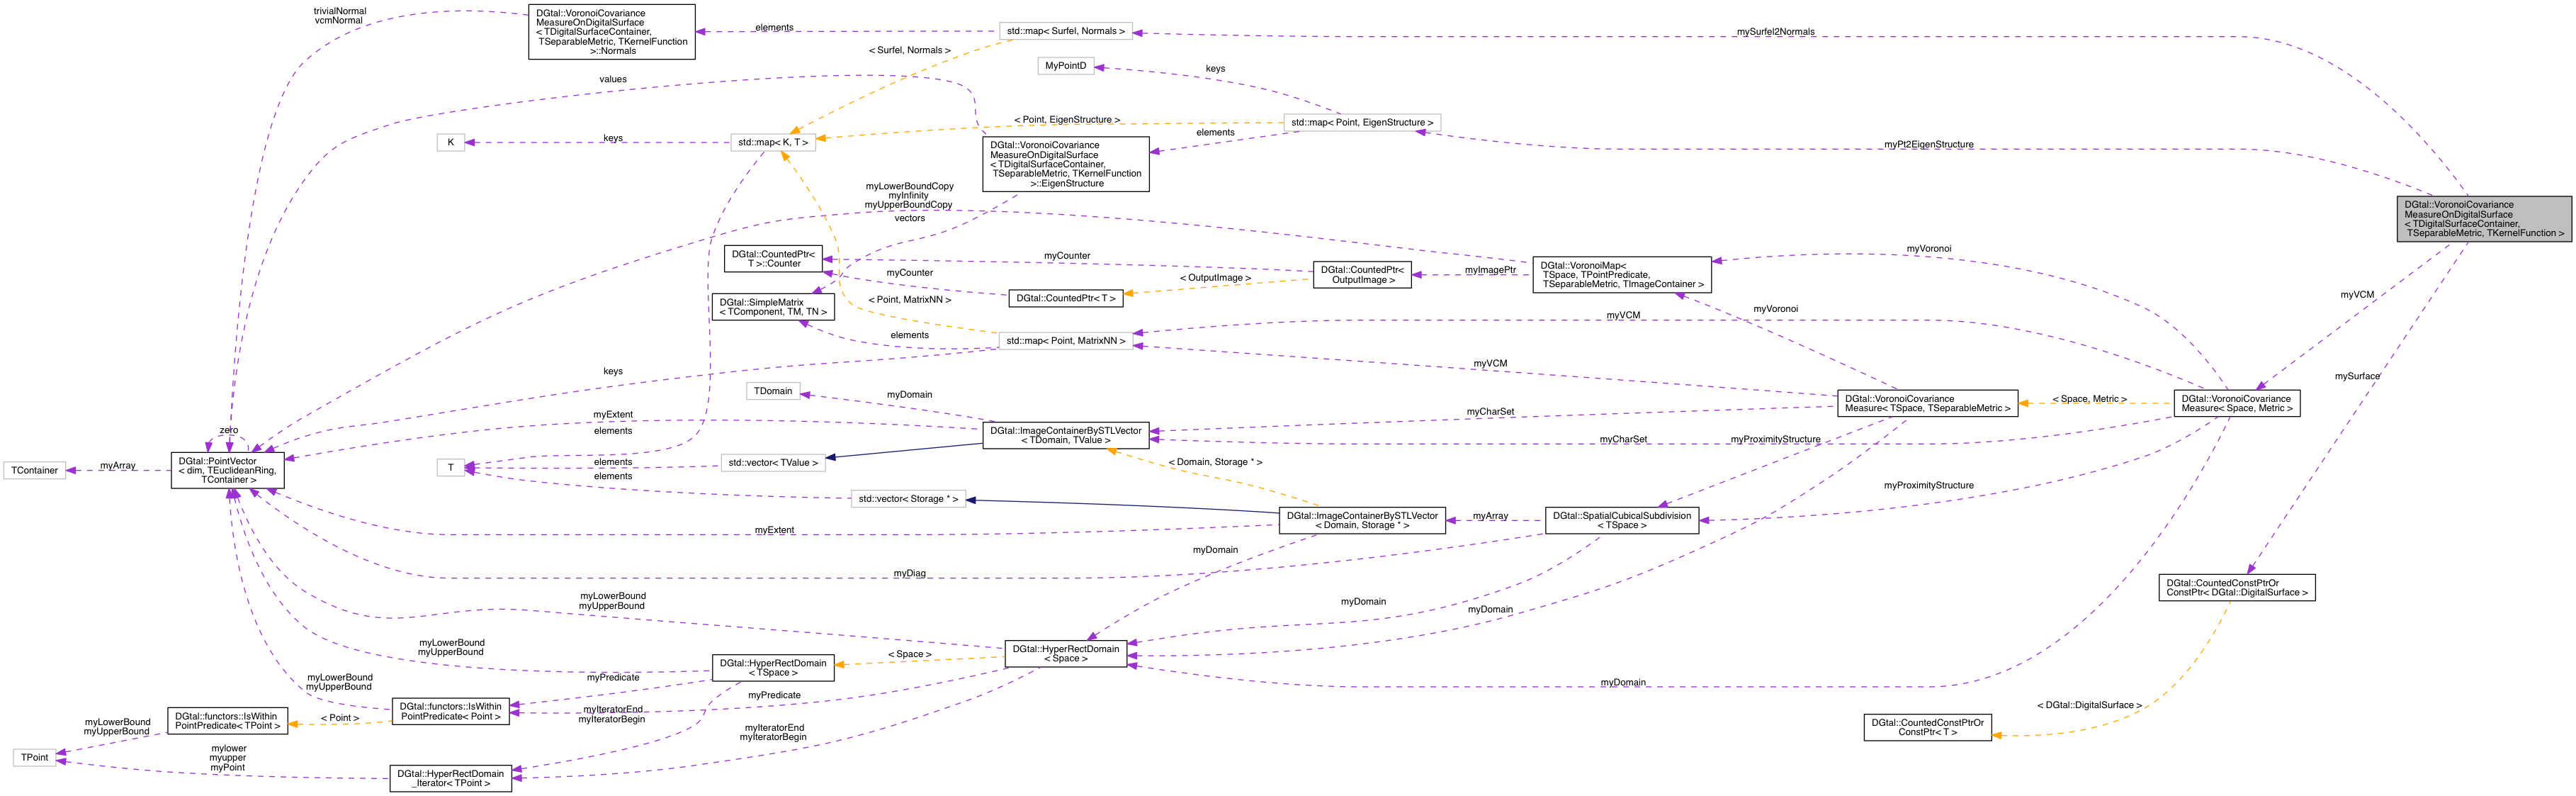 trivialNormal
vcmNormal
DGtal::VoronoiCovariance
MeasureOnDigitalSurface
< TDigitalSurfaceContainer,
TSeparableMetric, TKernelFunction
>::Normals
elements
std::map< Surfel, Normals >
mySurfel2Normals
< Surfel, Normals >
MyPointD
keys
values
K
keys
std::map< K, T >
< Point, EigenStructure >
std::map< Point, EigenStructure >
elements
myPt2EigenStructure
DGtal::VoronoiCovariance
MeasureOnDigitalSurface
< TDigitalSurfaceContainer,
TSeparableMetric, TKernelFunction
>::EigenStructure
myLowerBoundCopy
myInfinity
myUpperBoundCopy
vectors
DGtal::VoronoiCovariance
MeasureOnDigitalSurface
< TDigitalSurfaceContainer,
TSeparableMetric, TKernelFunction >
DGtal::CountedPtr<
T >::Counter
myCounter
myCounter
DGtal::CountedPtr< T >
< OutputImage >
DGtal::CountedPtr<
OutputImage >
myImagePtr
DGtal::VoronoiMap<
TSpace, TPointPredicate,
TSeparableMetric, TImageContainer >
myVoronoi
myVoronoi
myVCM
DGtal::SimpleMatrix
< TComponent, TM, TN >
< Point, MatrixNN >
elements
std::map< Point, MatrixNN >
myVCM
myVCM
keys
mySurface
TDomain
myDomain
myExtent
elements
DGtal::VoronoiCovariance
Measure< TSpace, TSeparableMetric >
< Space, Metric >
DGtal::VoronoiCovariance
Measure< Space, Metric >
myCharSet
myCharSet
myProximityStructure
DGtal::ImageContainerBySTLVector
< TDomain, TValue >
zero
TContainer
myArray
DGtal::PointVector
< dim, TEuclideanRing,
TContainer >
T
elements
elements
std::vector< TValue >
< Domain, Storage * >
std::vector< Storage * >
myProximityStructure
DGtal::ImageContainerBySTLVector
< Domain, Storage * >
myArray
DGtal::SpatialCubicalSubdivision
< TSpace >
myExtent
myDomain
myDiag
DGtal::CountedConstPtrOr
ConstPtr< DGtal::DigitalSurface >
myLowerBound
myUpperBound
myDomain
myDomain
myLowerBound
myUpperBound
DGtal::HyperRectDomain
< TSpace >
< Space >
DGtal::HyperRectDomain
< Space >
myDomain
myLowerBound
myUpperBound
myPredicate
myPredicate
myIteratorEnd
myIteratorBegin
myIteratorEnd
myIteratorBegin
DGtal::functors::IsWithin
PointPredicate< Point >
< Point >
DGtal::functors::IsWithin
PointPredicate< TPoint >
myLowerBound
myUpperBound
TPoint
mylower
myupper
myPoint
DGtal::HyperRectDomain
_Iterator< TPoint >
< DGtal::DigitalSurface >
DGtal::CountedConstPtrOr
ConstPtr< T >